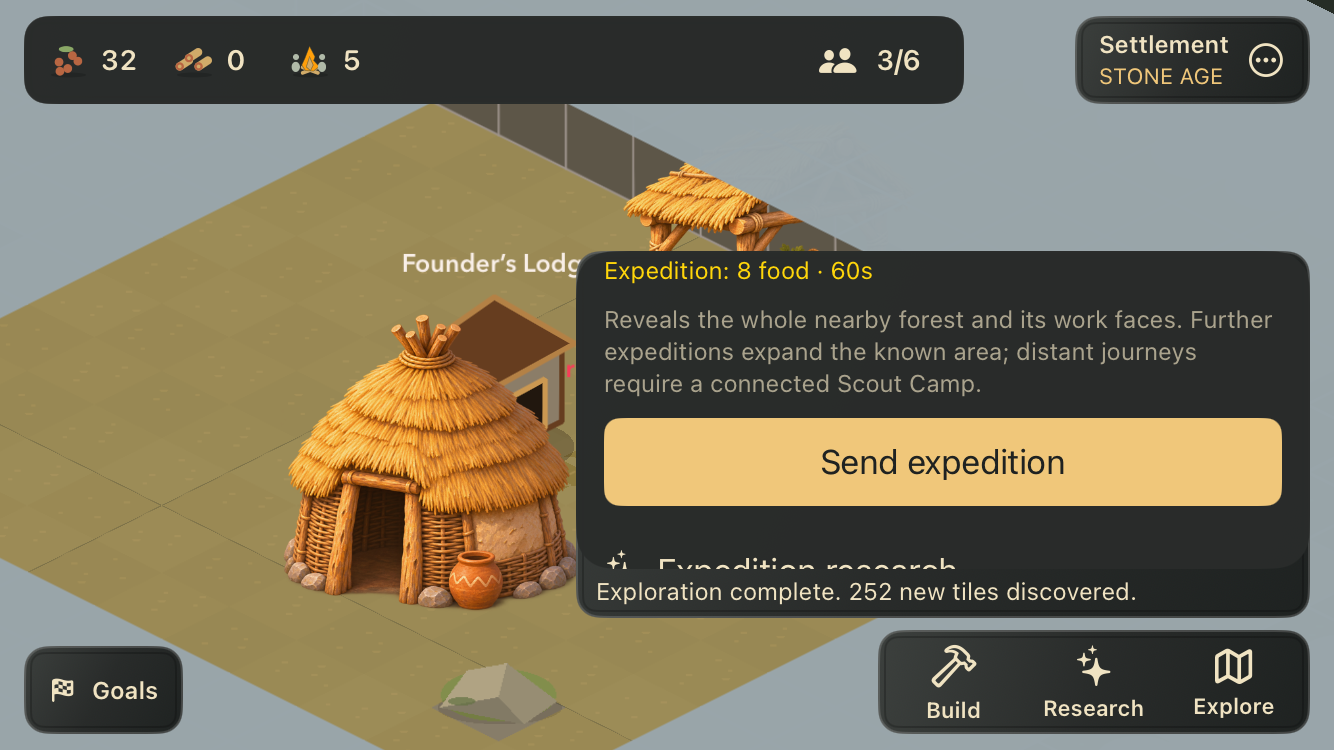 32
0
5
3/6
Settlement
STONE AGE
Founder's Lodg
Expedition: 8 food · 60s
Reveals the whole nearby forest and its work faces. Further
expeditions expand the known area; distant journeys
require a connected Scout Camp.
Send expedition
Expedition research
Exploration complete. 252 new tiles discovered.
Goals
Build
Research
Explore